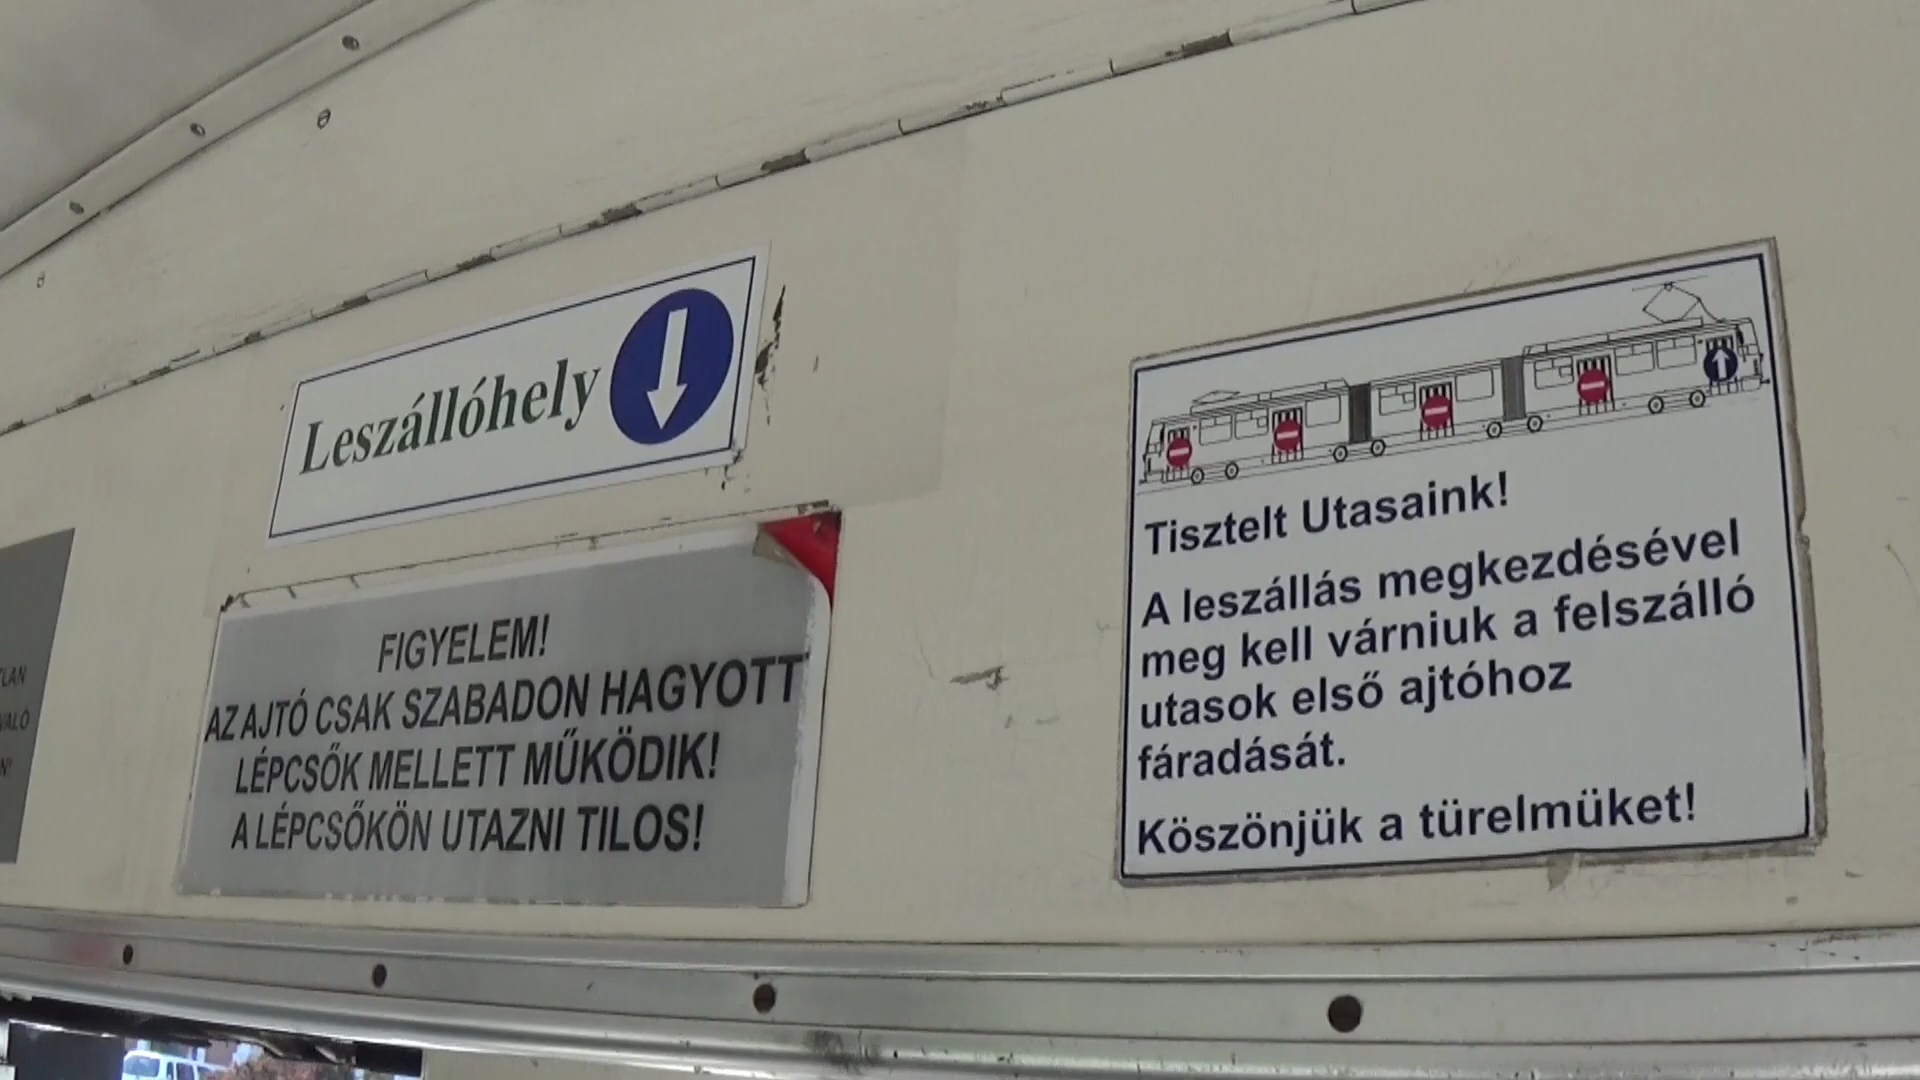 Leszállóhely
FIGYELEM!
AZ AJTÓ CSAK SZABADON HAGYOTT
LÉPCSŐK MELLETT MŰKÖDIK!
A LÉPCSŐKÖN UTAZNI TILOS!
Tisztelt Utasaink!
A leszállás megkezdésével
meg kell várniuk a felszálló
utasok első ajtóhoz
fáradását.
Köszönjük a türelmüket!